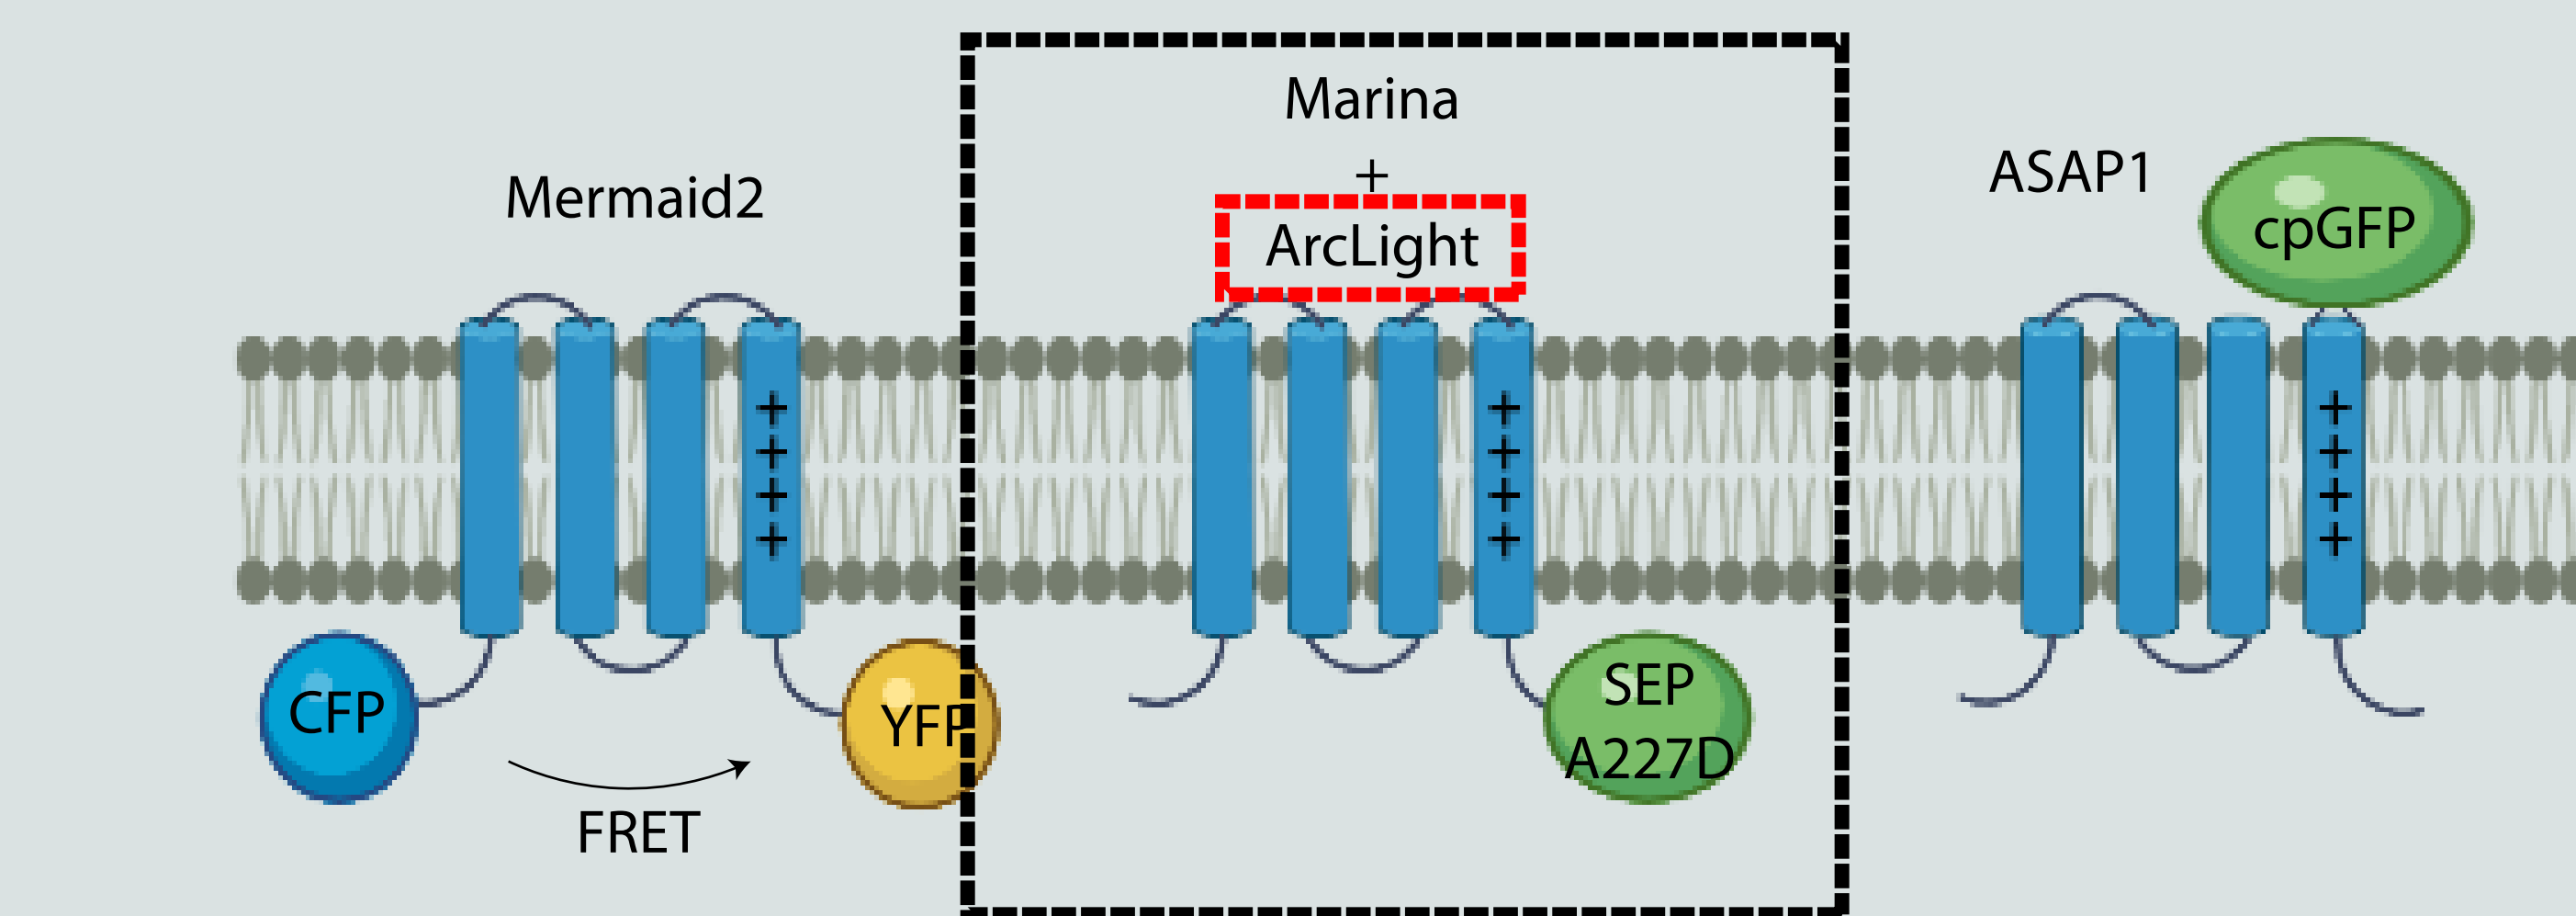 Mermaid2
CFP
YFP
FRET
Marina
+
ArcLight
+
+
+
+
+
+
+
+
SEP
A227D
ASAP1
cpGFP
+
+
+
+